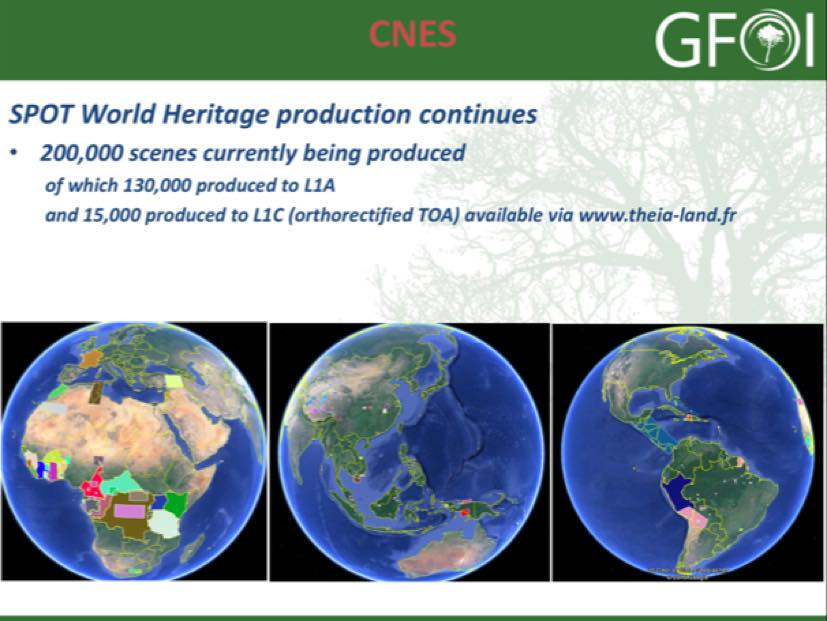 CNES
GFOI
SPOT World Heritage production continues
• 200,000 scenes currently being produced
of which 130,000 produced to L1A
and 15,000 produced to L1C (orthorectified TOA) available via www.theia-land.fr